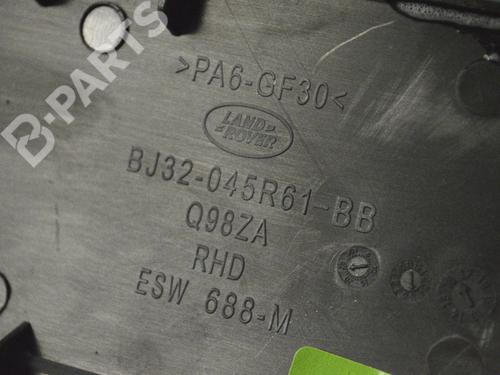 B-PARTS
>PA6-GF30<
LAND
ROVER
BJ32-045R61-BB
Q98ZA
RHD
ESW 688-M